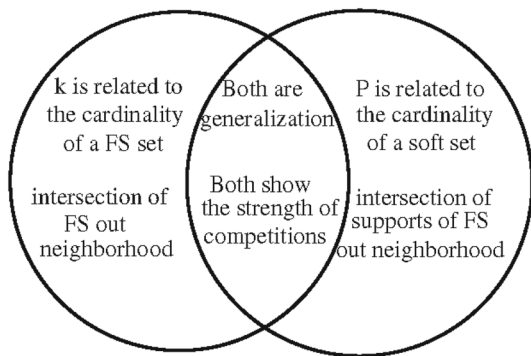 k is related to
the cardinality
of a FS set
intersection of
FS out
neighborhood
Both are
generalization
Both show
the strength of
competitions
P is related to
the cardinality
of a soft set
intersection of
supports of FS
out neighborhood